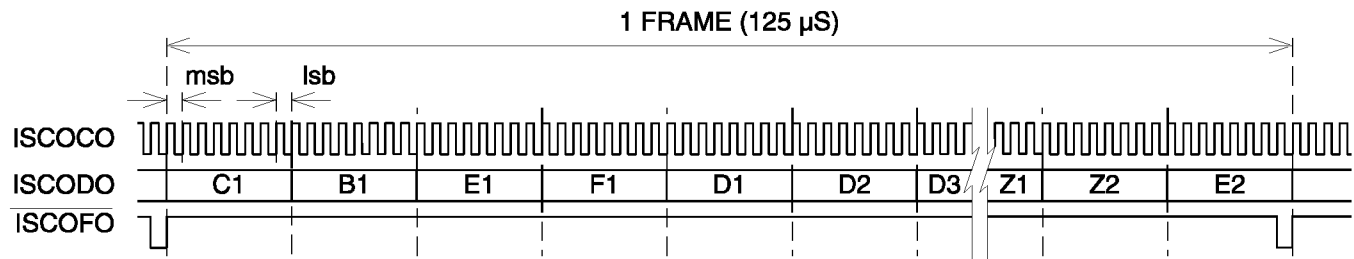 1 FRAME (125 µS)
msb lsb
ISCOCO
ISCODO C1 B1 E1 F1 D1 D2 D3 Z1 Z2 E2
ISCOFO